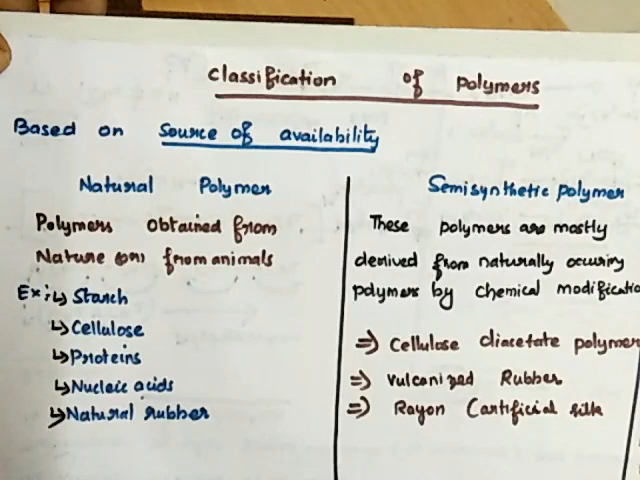 Classification of Polymers
Based on Source of availability
Natural Polymer
Polymers obtained from
Nature (or) from animals
Ex:↳ Starch
↳ Cellulose
↳ Proteins
↳ Nucleic acids
↳ Natural rubber
Semisynthetic polymer
These polymers are mostly
derived from naturally occuring
polymers by chemical modificatio
⇒ Cellulose diacetate polymer
⇒ Vulcanized Rubber
⇒ Rayon (artificial silk